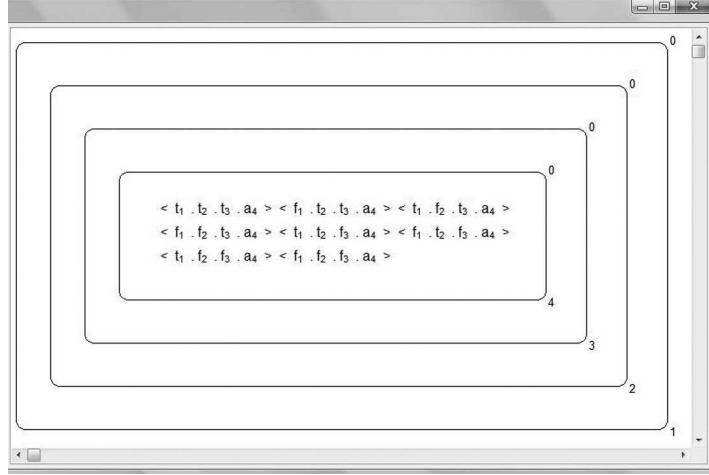 0
0
0
0
< t₁ . t₂ . t₃ . a₄ > < f₁ . t₂ . t₃ . a₄ > < t₁ . f₂ . t₃ . a₄ >
< f₁ . f₂ . t₃ . a₄ > < t₁ . t₂ . f₃ . a₄ > < f₁ . t₂ . f₃ . a₄ >
< t₁ . f₂ . f₃ . a₄ > < f₁ . f₂ . f₃ . a₄ >
4
3
2
1